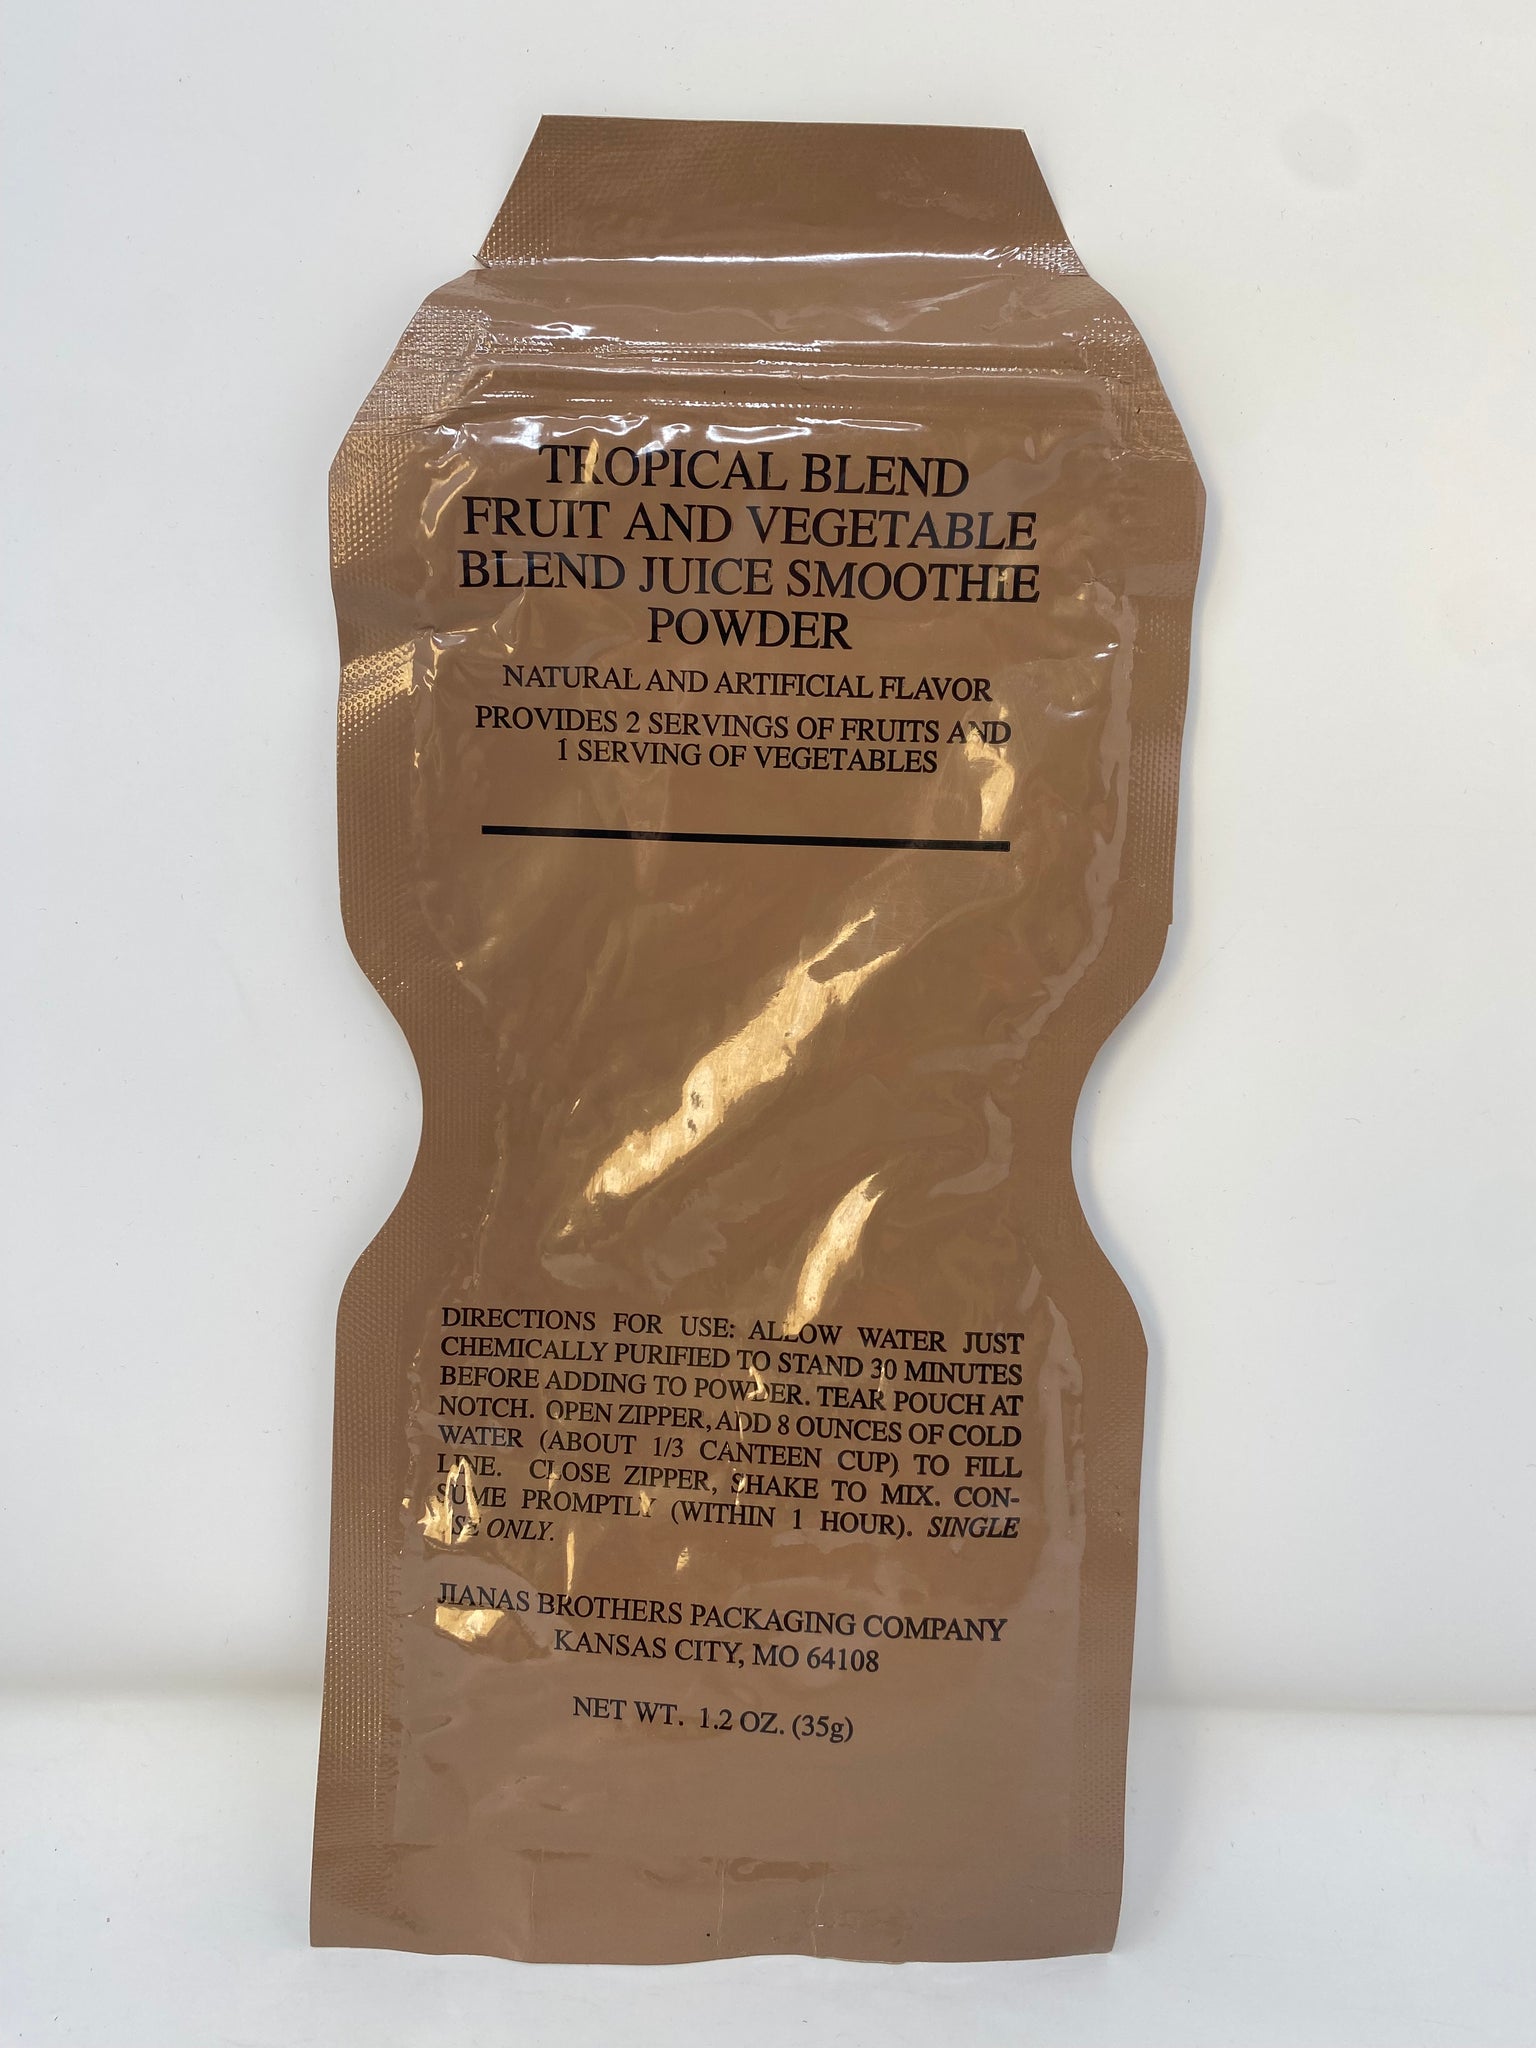 TROPICAL BLEND
FRUIT AND VEGETABLE
BLEND JUICE SMOOTHIE
POWDER
NATURAL AND ARTIFICIAL FLAVOR
PROVIDES 2 SERVINGS OF FRUITS AND
1 SERVING OF VEGETABLES
DIRECTIONS FOR USE: ALLOW WATER JUST
CHEMICALLY PURIFIED TO STAND 30 MINUTES
BEFORE ADDING TO POWDER. TEAR POUCH AT
NOTCH. OPEN ZIPPER, ADD 8 OUNCES OF COLD
WATER (ABOUT 1/3 CANTEEN CUP) TO FILL
LINE. CLOSE ZIPPER, SHAKE TO MIX. CON-
SUME PROMPTLY (WITHIN 1 HOUR). SINGLE
USE ONLY.
JIANAS BROTHERS PACKAGING COMPANY
KANSAS CITY, MO 64108
NET WT. 1.2 OZ. (35g)